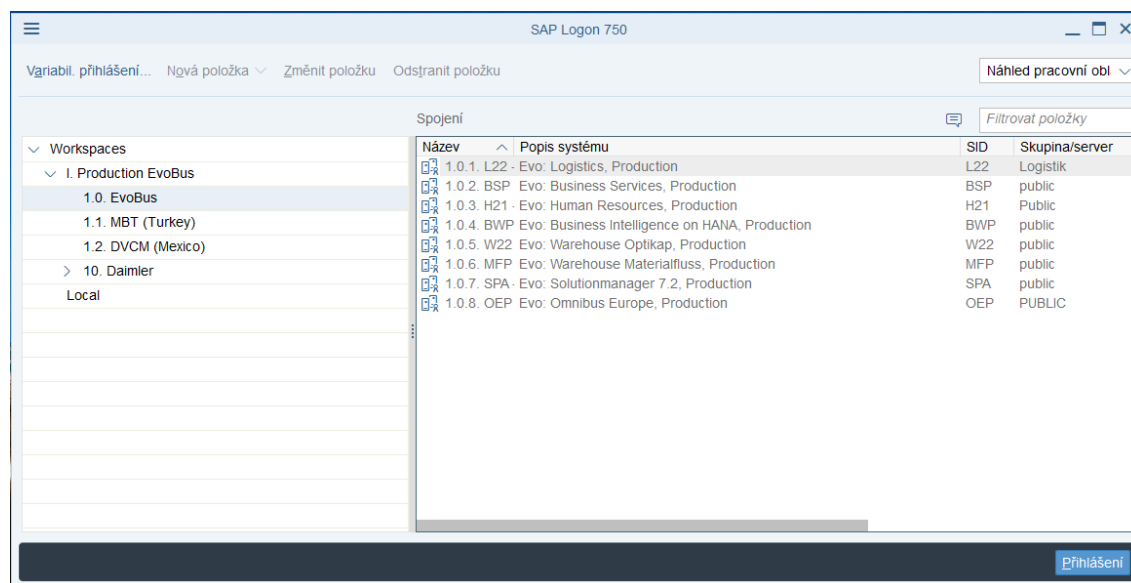 SAP Logon 750
Variabil. přihlášení... Nová položka Změnit položku Odstranit položku Náhled pracovní obl
Spojení Filtrovat položky
Workspaces
I. Production EvoBus
1.0. EvoBus
1.1. MBT (Turkey)
1.2. DVCM (Mexico)
10. Daimler
Local
Název Popis systému SID Skupina/server
1.0.1. L22 - Evo: Logistics, Production L22 Logistik
1.0.2. BSP Evo: Business Services, Production BSP public
1.0.3. H21 - Evo: Human Resources, Production H21 Public
1.0.4. BWP Evo: Business Intelligence on HANA, Production BWP public
1.0.5. W22 Evo: Warehouse Optikap, Production W22 public
1.0.6. MFP Evo: Warehouse Materialfluss, Production MFP public
1.0.7. SPA - Evo: Solutionmanager 7.2, Production SPA public
1.0.8. OEP Evo: Omnibus Europe, Production OEP PUBLIC
Přihlášení